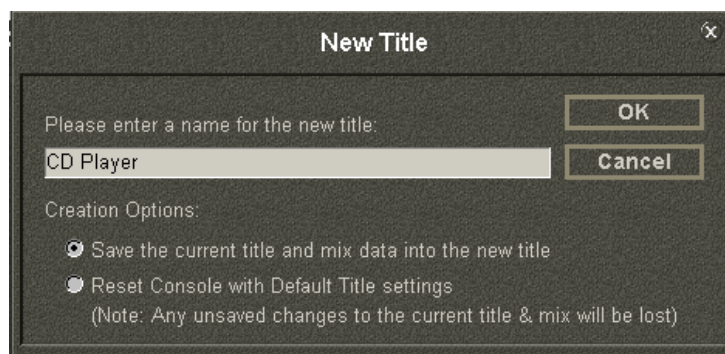 New Title
x
Please enter a name for the new title:
OK
CD Player
Cancel
Creation Options:
Save the current title and mix data into the new title
Reset Console with Default Title settings
(Note: Any unsaved changes to the current title & mix will be lost)